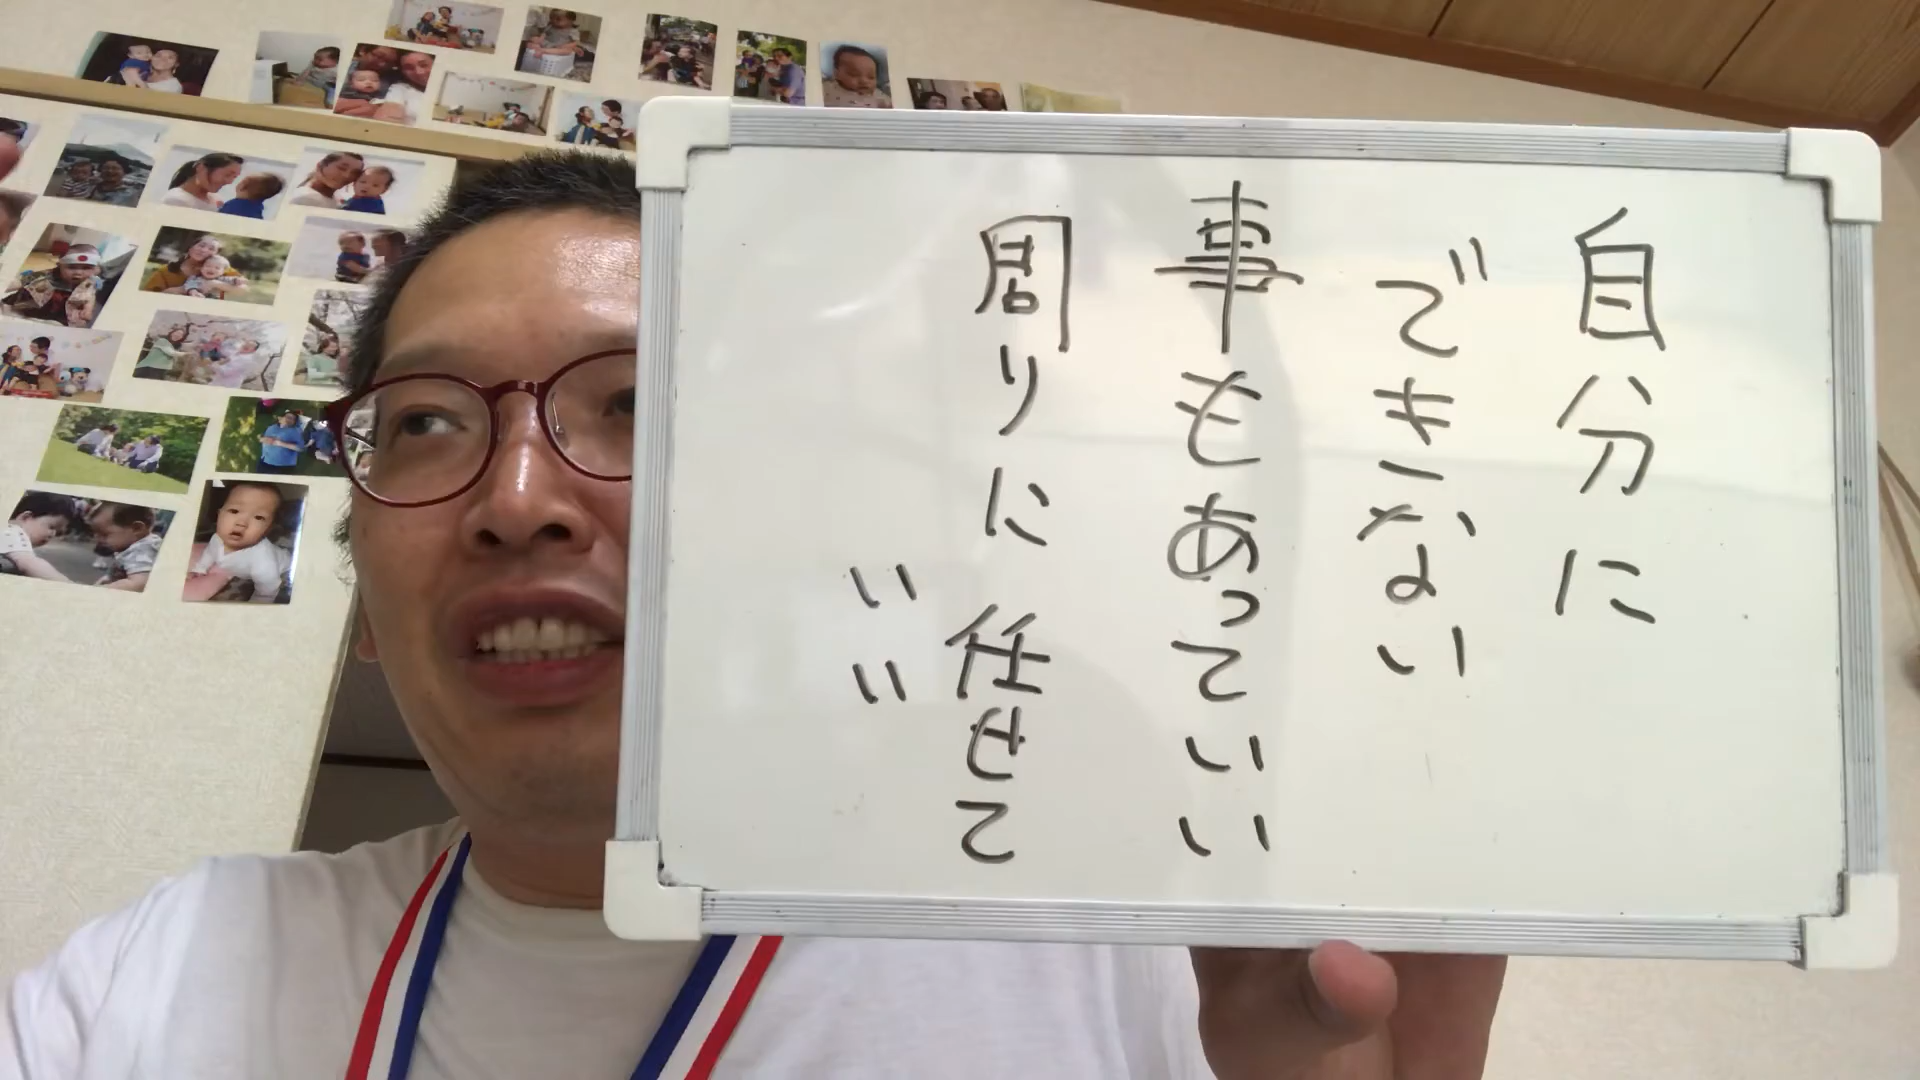 自分に
できない
事もあっていい
周りに任せて
いい